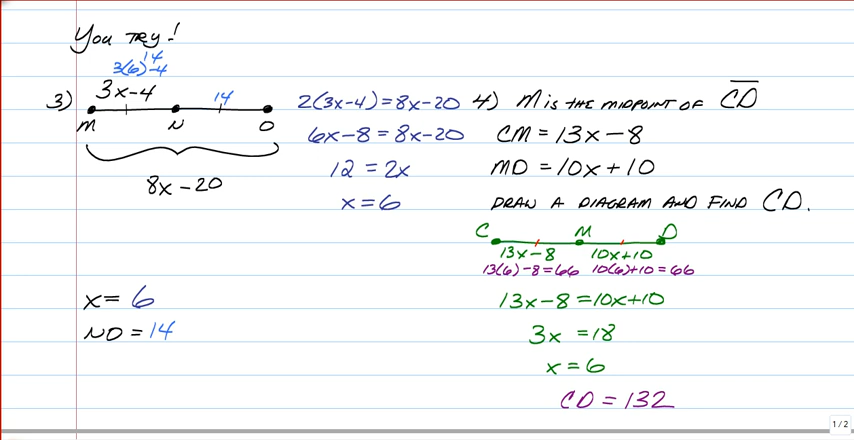 You Try!
14
3(6)-4
3) 3x-4 14
M N O
8x-20
x= 6
NO = 14
2(3x-4)=8x-20
6x-8 = 8x-20
12 = 2x
x = 6
4) M is the midpoint of C̅D̅
CM = 13x-8
MD = 10x+10
Draw a diagram and find CD.
C M D
13x-8 10x+10
13(6)-8=66 10(6)+10=66
13x-8=10x+10
3x =18
x=6
CD = 132
1 / 2